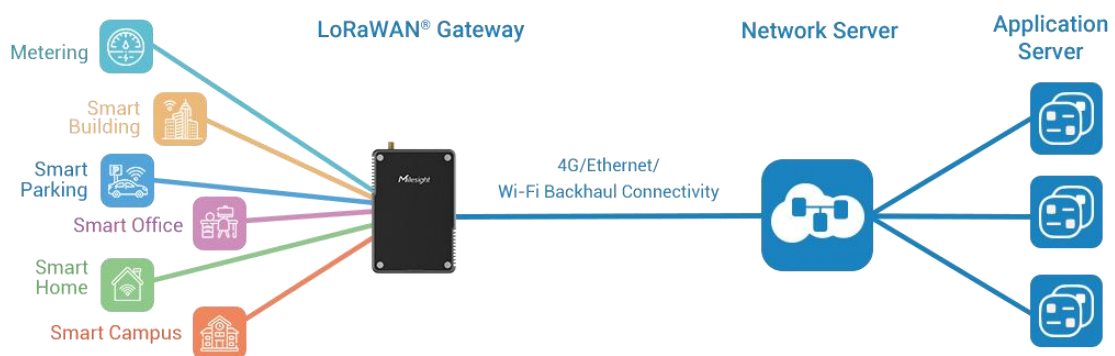 LoRaWAN® Gateway
Network Server
Application
Server
Metering
Smart
Building
Smart
Parking
Smart Office
Smart
Home
Smart Campus
P
Milesight
4G/Ethernet/
Wi-Fi Backhaul Connectivity